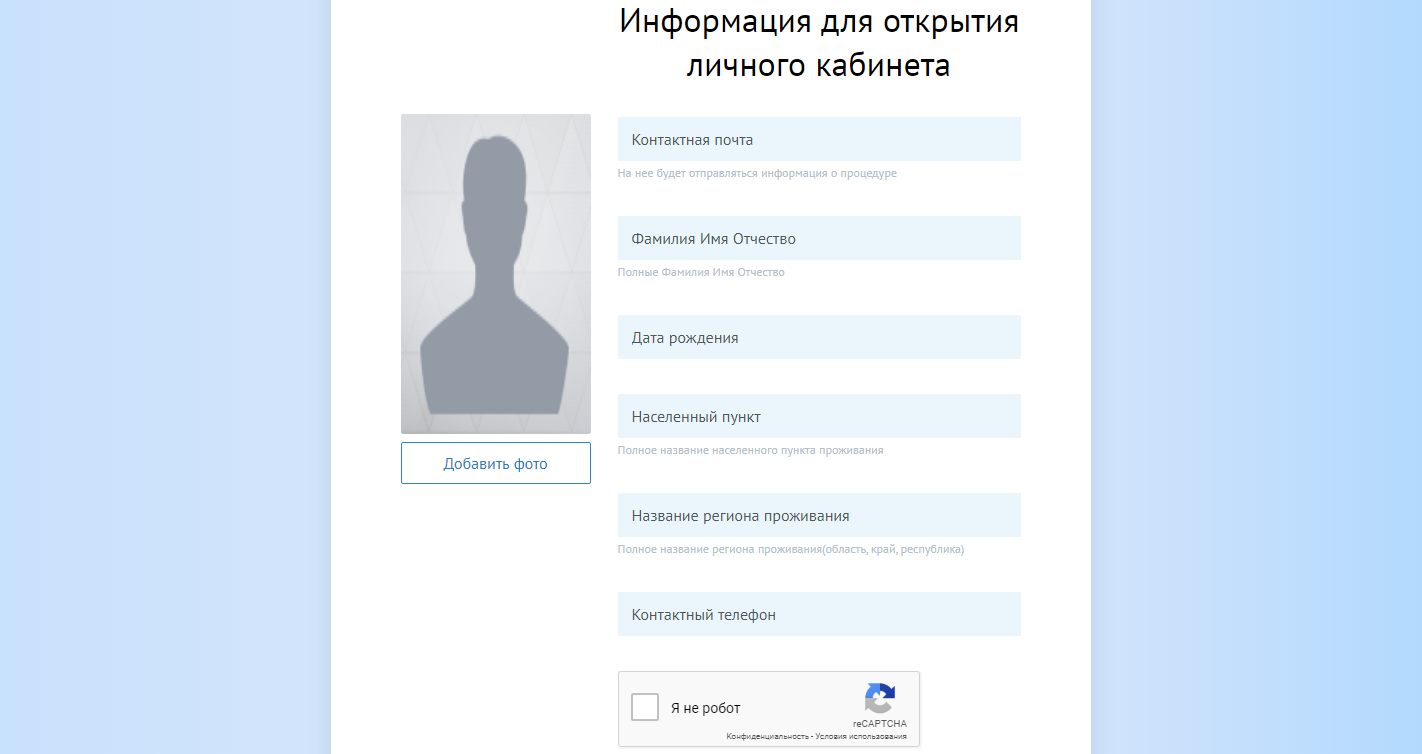 Информация для открытия
личного кабинета
Контактная почта
На нее будет отправляться информация о процедуре
Фамилия Имя Отчество
Полные Фамилия Имя Отчество
Дата рождения
Населенный пункт
Добавить фото
Полное название населенного пункта проживания
Название региона проживания
Полное название региона проживания(область, край, республика)
Контактный телефон
Я не робот
reCAPTCHA
Конфиденциальность - Условия использования